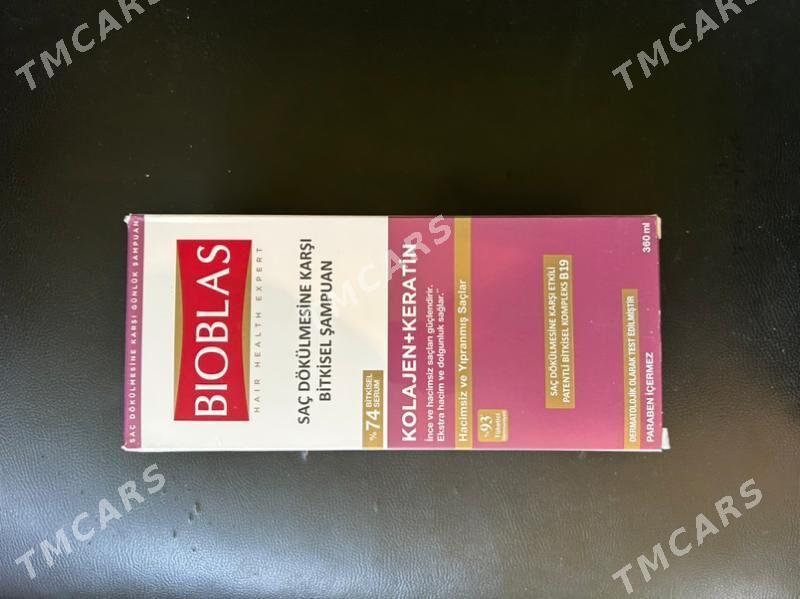 TMCARS
TMCARS
SAÇ DÖKÜLMESİNE KARŞI GÜNLÜK ŞAMPUAN
BIOBLAS
HAIR HEALTH EXPERT
SAÇ DÖKÜLMESİNE KARŞI
BİTKİSEL ŞAMPUAN
%74 BİTKİSEL
SERUM
KOLAJEN+KERATİN
İnce ve hacimsiz saçları güçlendirir.
Ekstra hacim ve dolgunluk sağlar.**
Hacimsiz ve Yıpranmış Saçlar
%93
Tüketici
SAÇ DÖKÜLMESİNE KARŞI ETKİLİ
PATENTLİ BİTKİSEL KOMPLEKS B19
DERMATOLOJİK OLARAK TEST EDİLMİŞTİR
PARABEN İÇERMEZ
360 ml
TMCARS
TMCARS
TMCARS